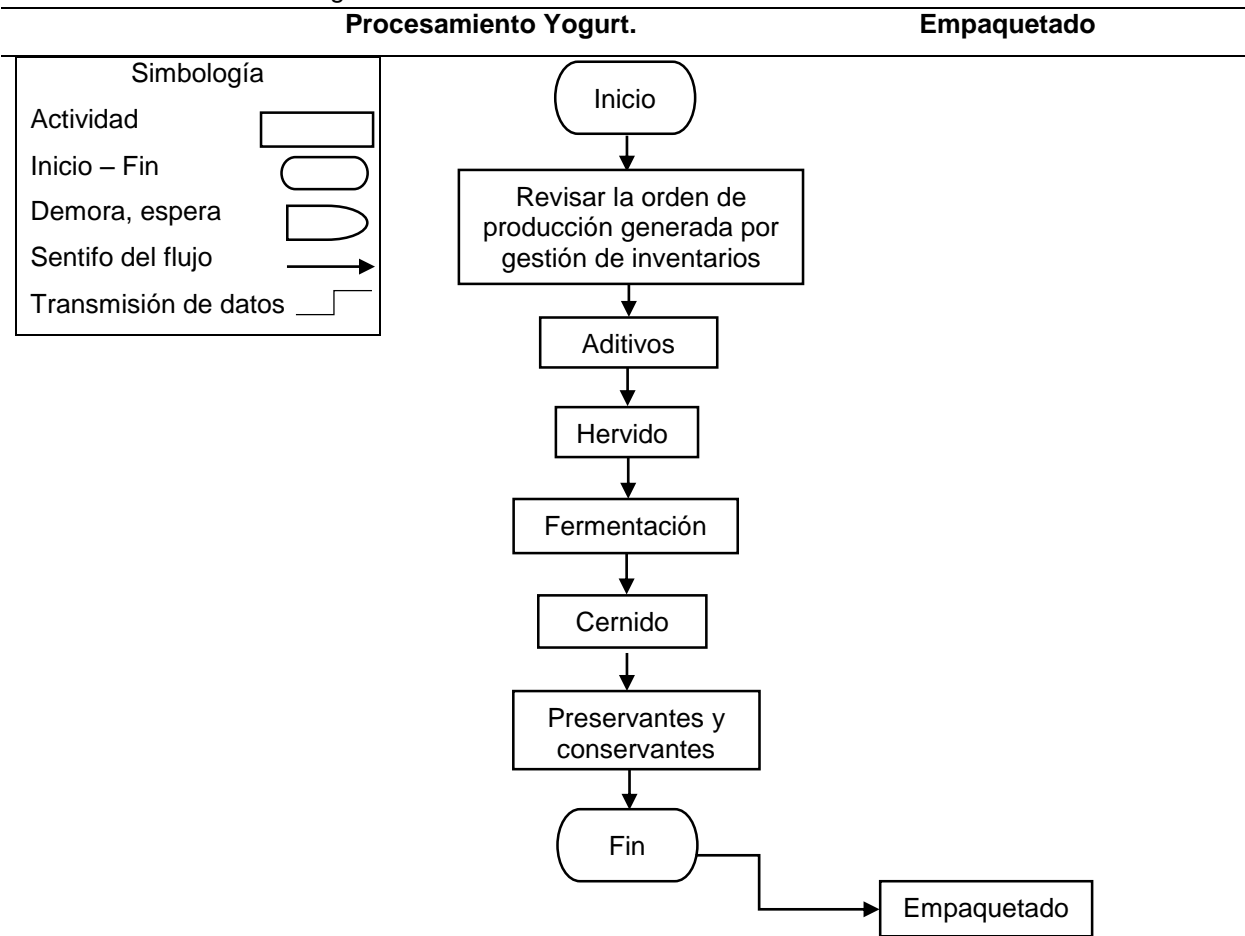 Procesamiento Yogurt. Empaquetado
Simbología
Actividad
Inicio – Fin
Demora, espera
Sentifo del flujo
Transmisión de datos
Inicio
Revisar la orden de
producción generada por
gestión de inventarios
Aditivos
Hervido
Fermentación
Cernido
Preservantes y
conservantes
Fin
Empaquetado